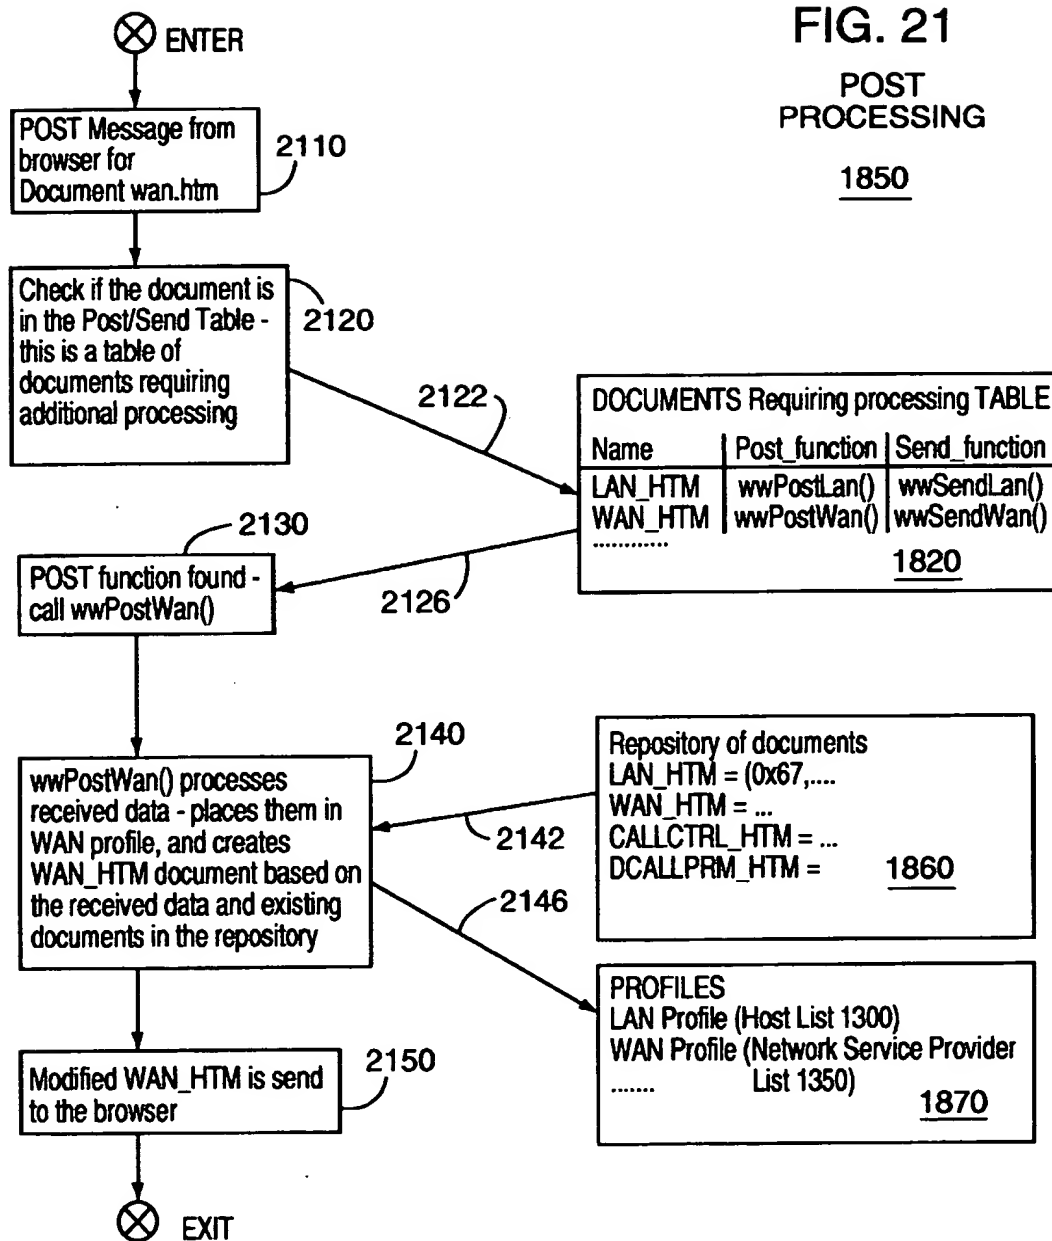 FIG. 21
POST
PROCESSING
1850
ENTER
POST Message from
browser for
Document wan.htm
2110
Check if the document is
in the Post/Send Table -
this is a table of
documents requiring
additional processing
2120
2122
DOCUMENTS Requiring processing TABLE
Name Post_function Send_function
LAN_HTM wwPostLan() wwSendLan()
WAN_HTM wwPostWan() wwSendWan()
............
1820
2126
2130
POST function found -
call wwPostWan()
2140
wwPostWan() processes
received data - places them in
WAN profile, and creates
WAN_HTM document based on
the received data and existing
documents in the repository
2142
Repository of documents
LAN_HTM = (0x67,....
WAN_HTM = ...
CALLCTRL_HTM = ...
DCALLPRM_HTM =
1860
2146
PROFILES
LAN Profile (Host List 1300)
WAN Profile (Network Service Provider
....... List 1350)
1870
Modified WAN_HTM is send
to the browser
2150
EXIT